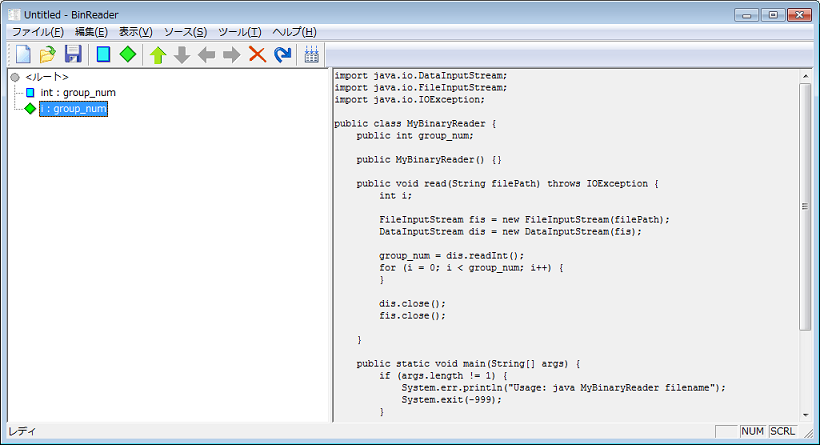 Untitled - BinReader
ファイル(F) 編集(E) 表示(V) ソース(S) ツール(T) ヘルプ(H)
<ルート>
int : group_num
i : group_num
import java.io.DataInputStream;
import java.io.FileInputStream;
import java.io.IOException;
public class MyBinaryReader {
public int group_num;
public MyBinaryReader() {}
public void read(String filePath) throws IOException {
int i;
FileInputStream fis = new FileInputStream(filePath);
DataInputStream dis = new DataInputStream(fis);
group_num = dis.readInt();
for (i = 0; i < group_num; i++) {
}
dis.close();
fis.close();
}
public static void main(String[] args) {
if (args.length != 1) {
System.err.println("Usage: java MyBinaryReader filename");
System.exit(-999);
}
レディ
NUM SCRL